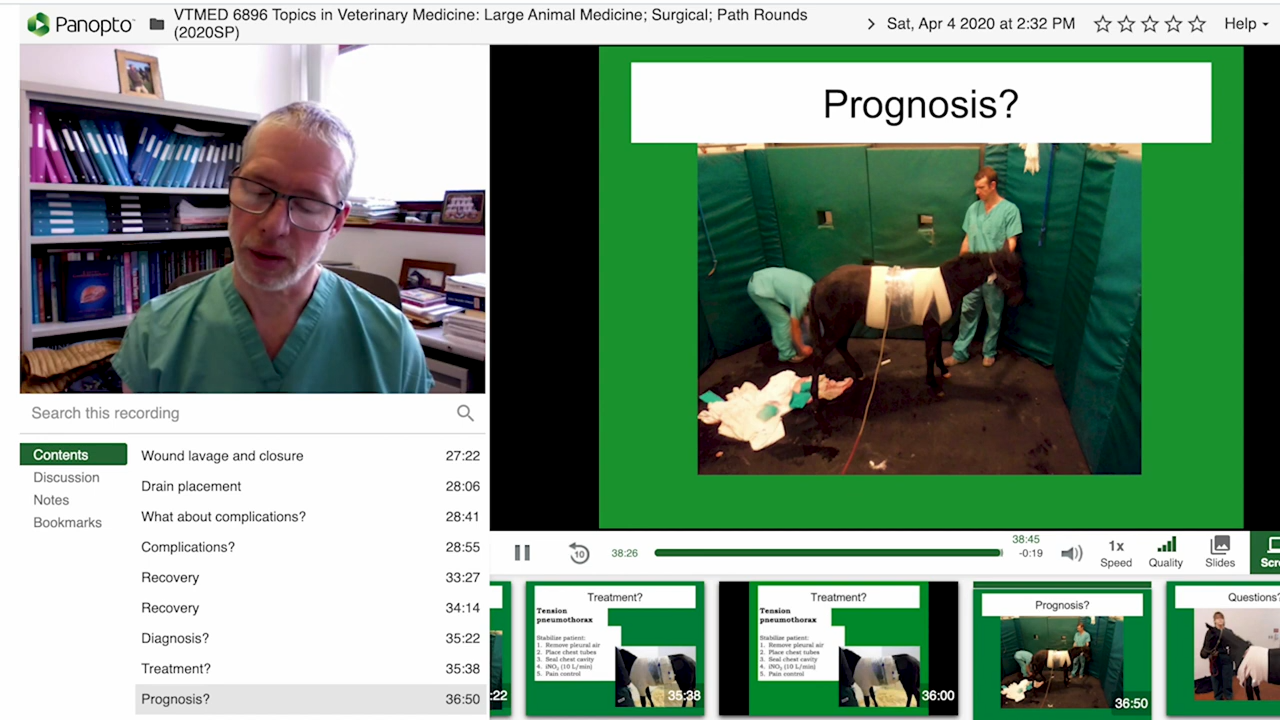 Panopto
VTMED 6896 Topics in Veterinary Medicine: Large Animal Medicine; Surgical; Path Rounds
(2020SP)
Sat, Apr 4 2020 at 2:32 PM
Help
Prognosis?
Search this recording
Contents
Discussion
Notes
Bookmarks
Wound lavage and closure 27:22
Drain placement 28:06
What about complications? 28:41
Complications? 28:55
Recovery 33:27
Recovery 34:14
Diagnosis? 35:22
Treatment? 35:38
Prognosis? 36:50
10
38:26
38:45
-0:19
1x
Speed
Quality
Slides
Scr
:22
Treatment?
Tension
pneumothorax
Stabilize patient:
1. Remove pleural air
2. Place chest tubes
3. Seal chest cavity
4. iNO2 (10 L/min)
5. Pain control
35:38
Treatment?
Tension
pneumothorax
Stabilize patient:
1. Remove pleural air
2. Place chest tubes
3. Seal chest cavity
4. iNO2 (10 L/min)
5. Pain control
36:00
Prognosis?
36:50
Questions?